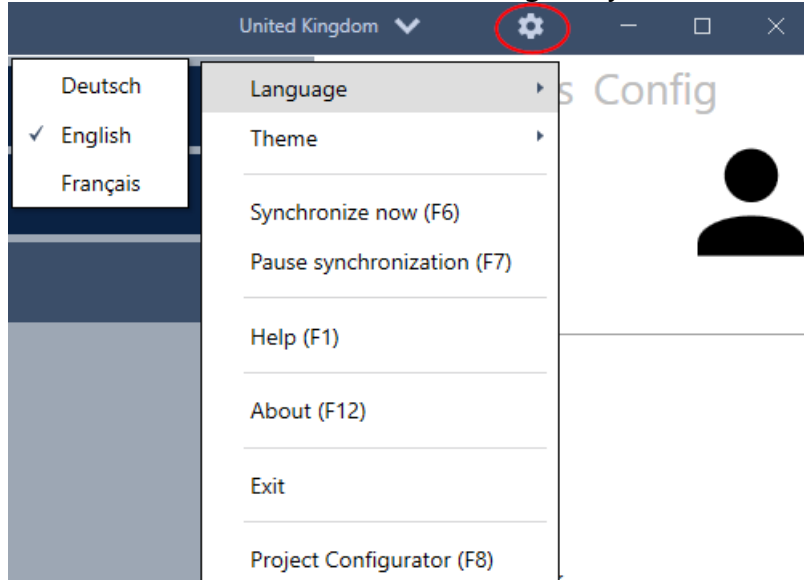 United Kingdom
Deutsch
English
Français
Language
Theme
Synchronize now (F6)
Pause synchronization (F7)
Help (F1)
About (F12)
Exit
Project Configurator (F8)
s Config